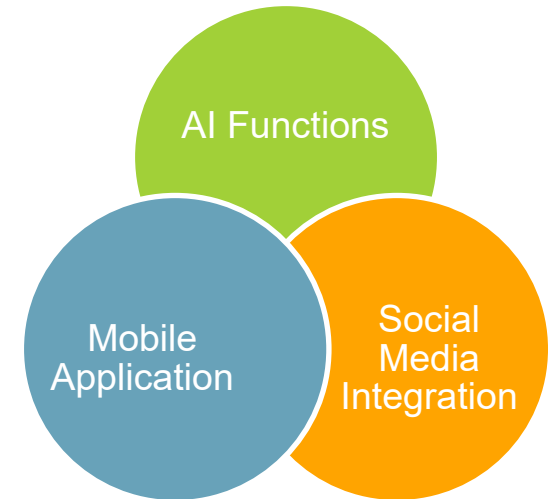 AI Functions
Mobile
Application
Social
Media
Integration